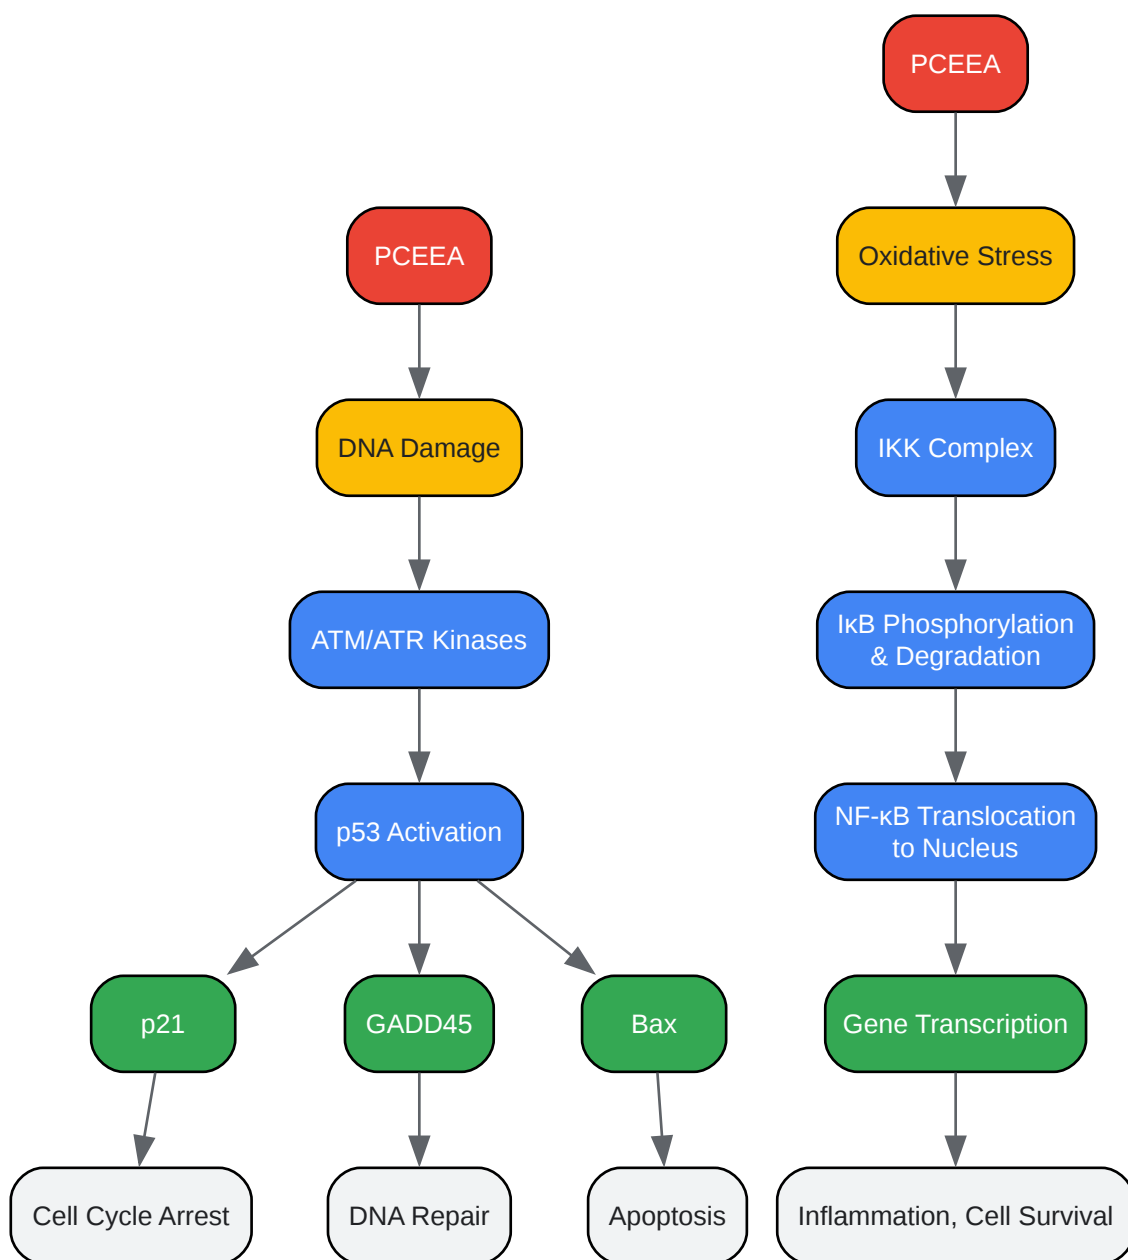 PCEEA
DNA Damage
ATM/ATR Kinases
p53 Activation
p21
GADD45
Bax
Cell Cycle Arrest
DNA Repair
Apoptosis
PCEEA
Oxidative Stress
IKK Complex
IκB Phosphorylation
& Degradation
NF-κB Translocation
to Nucleus
Gene Transcription
Inflammation, Cell Survival